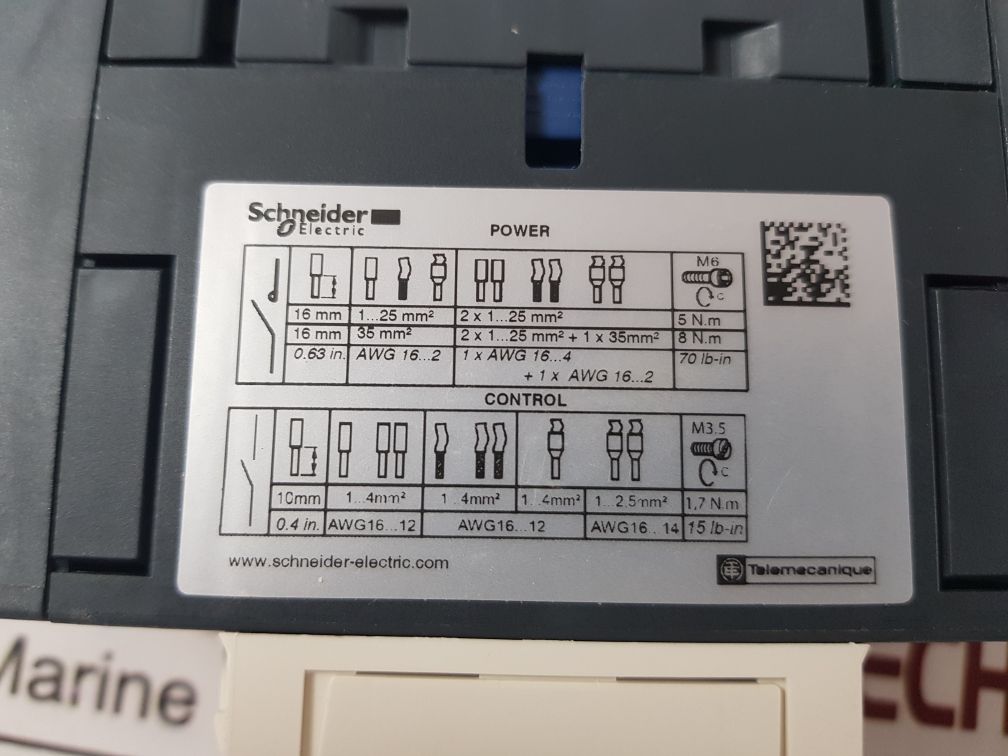 Schneider
Electric
POWER
M6
C
16 mm 1...25 mm² 2 x 1...25 mm² 5 N.m
16 mm 35 mm² 2 x 1...25 mm² + 1 x 35mm² 8 N.m
0.63 in. AWG 16...2 1 x AWG 16...4 70 lb-in
+ 1 x AWG 16...2
CONTROL
M3.5
C
10mm 1...4mm² 1...4mm² 1...4mm² 1...2.5mm² 1,7 N.m
0.4 in. AWG16...12 AWG16...12 AWG16...14 15 lb-in
www.schneider-electric.com
Telemecanique
Marine
ECH